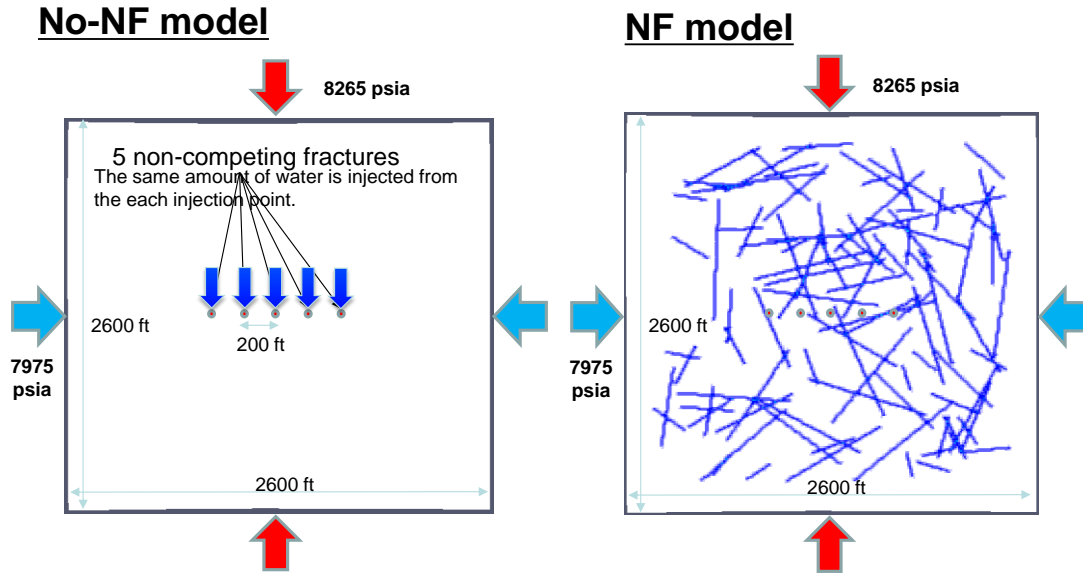 No-NF model
8265 psia
5 non-competing fractures
The same amount of water is injected from
the each injection point.
2600 ft
200 ft
7975
psia
2600 ft
NF model
8265 psia
2600 ft
7975
psia
2600 ft